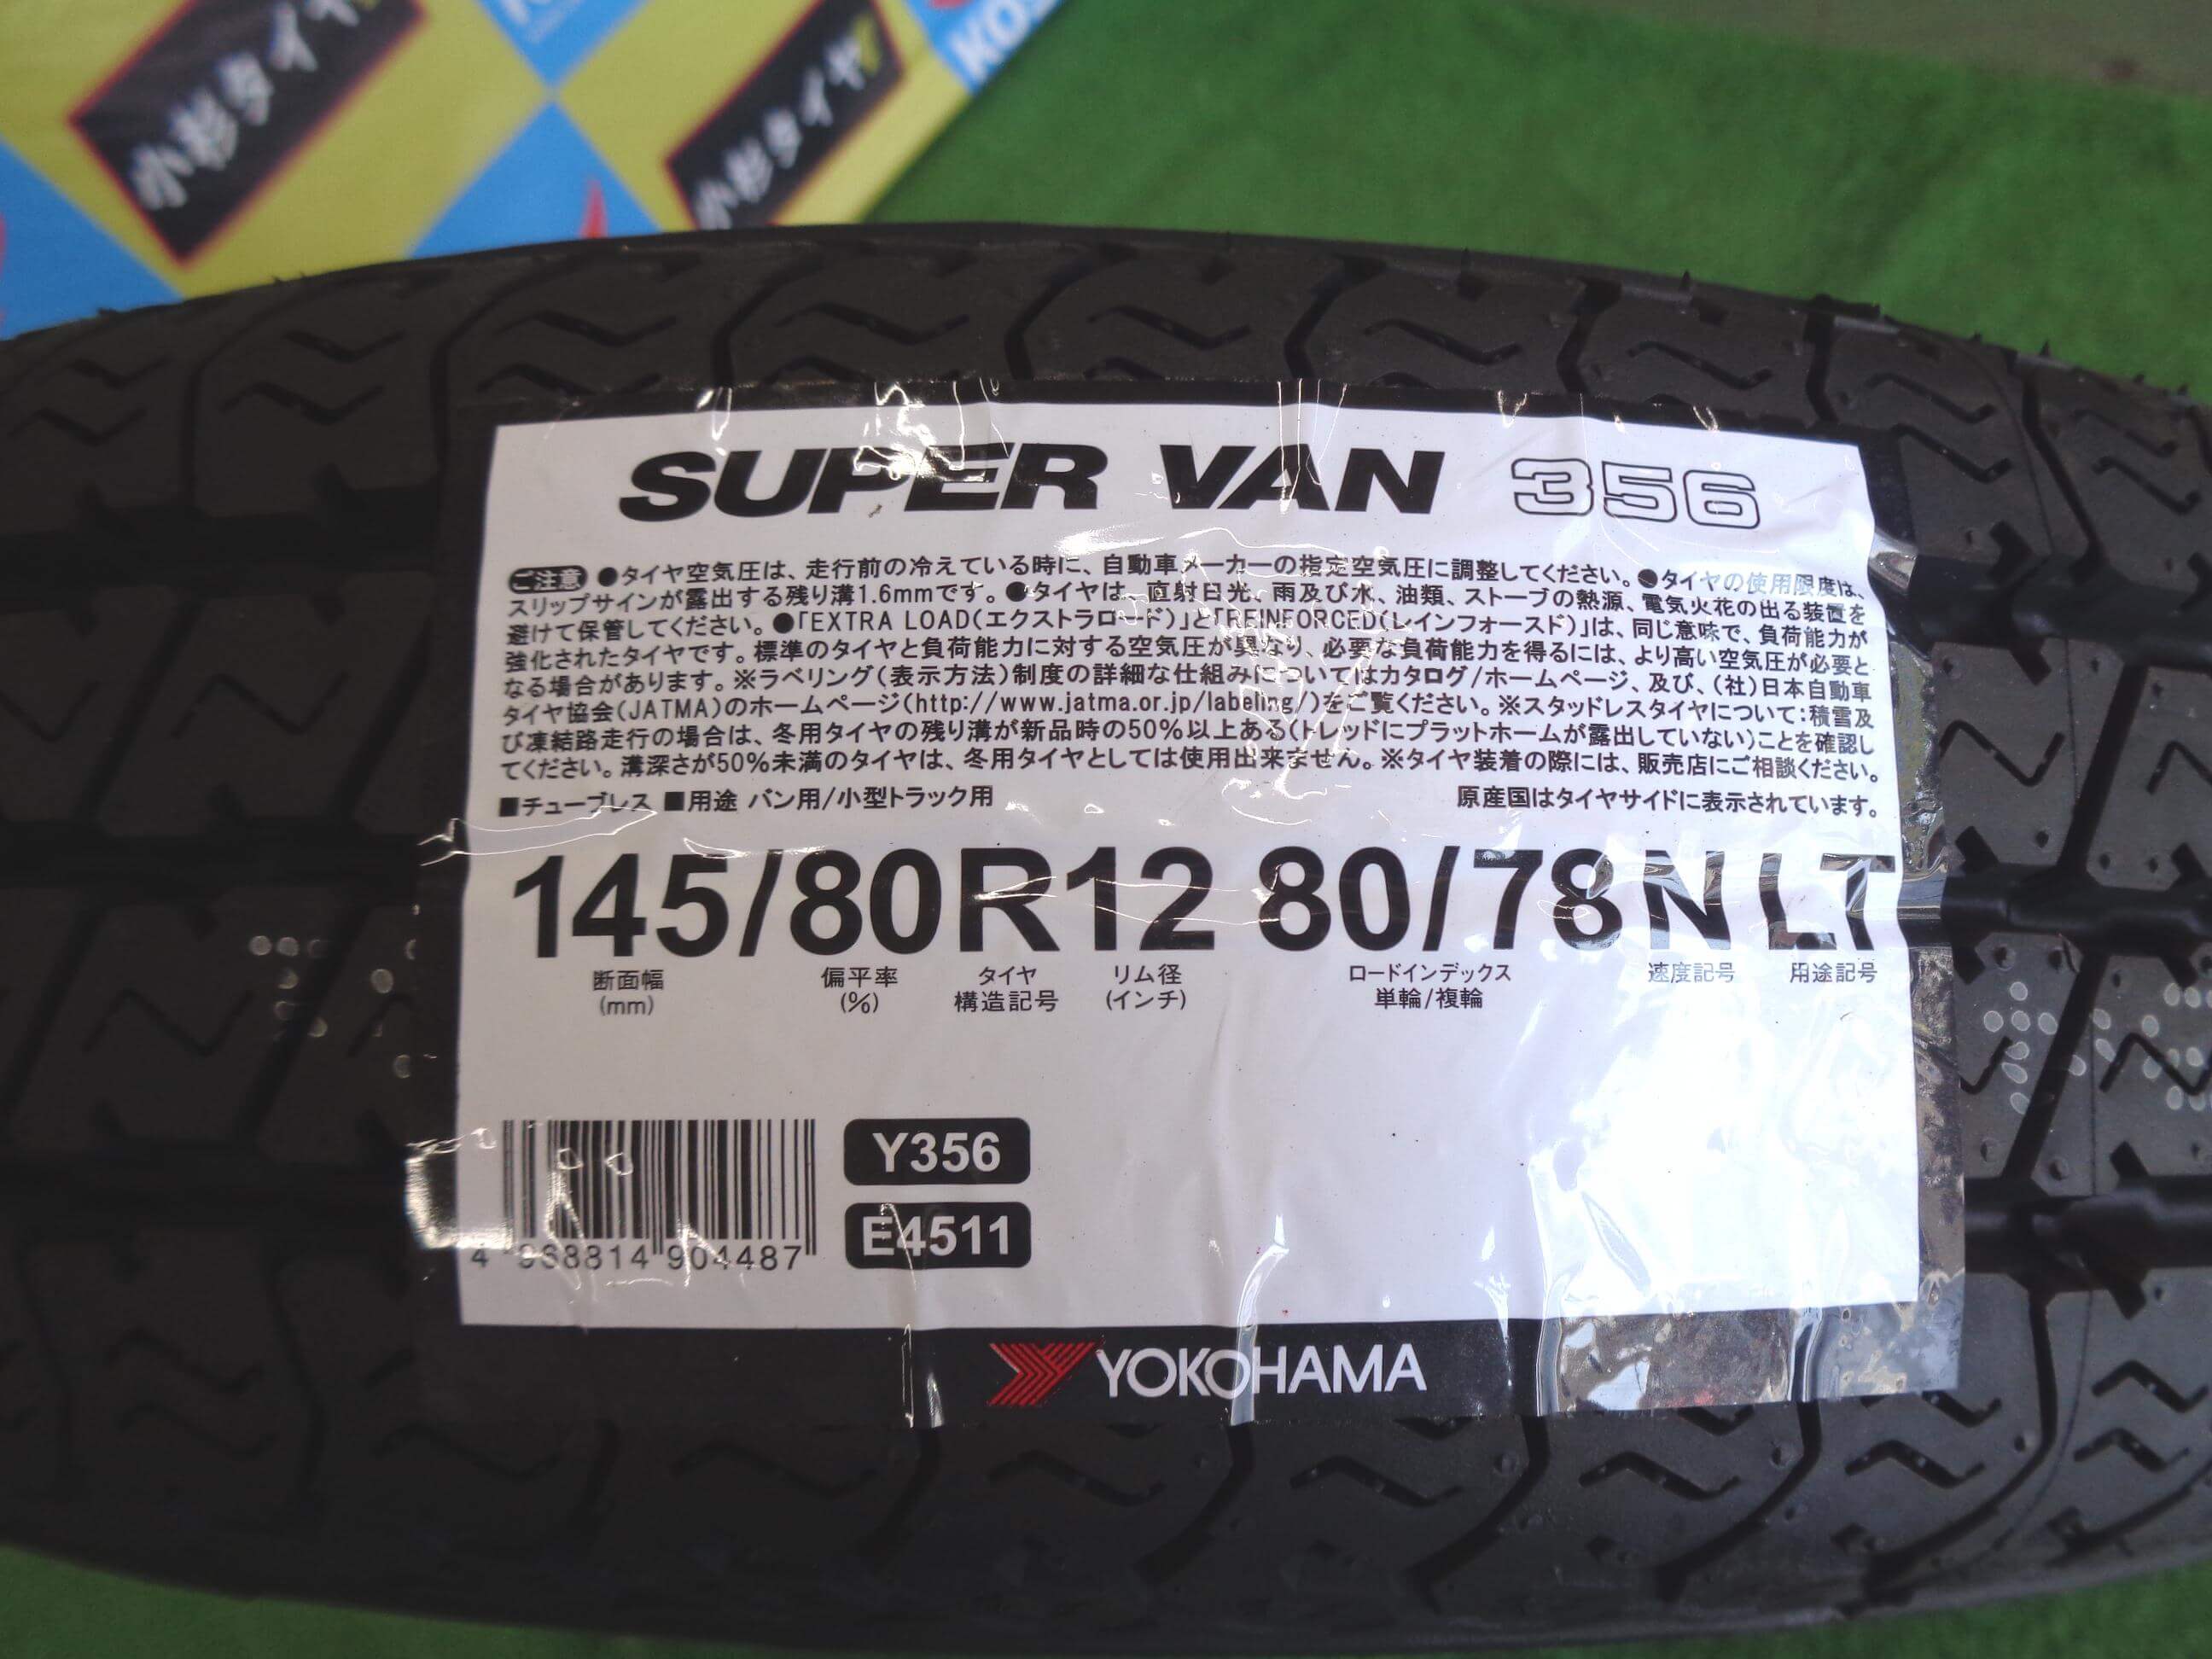 小杉タイヤ
小杉タイヤ
KOS
SUPER VAN 356
ご注意 ●タイヤ空気圧は、走行前の冷えている時に、自動車メーカーの指定空気圧に調整してください。●タイヤの使用限度は、
スリップサインが露出する残り溝1.6mmです。●タイヤは、直射日光、雨及び水、油類、ストーブの熱源、電気火花の出る装置を
避けて保管してください。●「EXTRA LOAD(エクストラロード)」と「REINFORCED(レインフォースド)」は、同じ意味で、負荷能力が
強化されたタイヤです。標準のタイヤと負荷能力に対する空気圧が異なり、必要な負荷能力を得るには、より高い空気圧が必要と
なる場合があります。※ラベリング(表示方法)制度の詳細な仕組みについてはカタログ/ホームページ、及び、(社)日本自動車
タイヤ協会(JATMA)のホームページ(http://www.jatma.or.jp/labeling/)をご覧ください。※スタッドレスタイヤについて:積雪及
び凍結路走行の場合は、冬用タイヤの残り溝が新品時の50%以上ある(トレッドにプラットホームが露出していない)ことを確認し
てください。溝深さが50%未満のタイヤは、冬用タイヤとしては使用出来ません。※タイヤ装着の際には、販売店にご相談ください。
■チューブレス ■用途 バン用/小型トラック用 原産国はタイヤサイドに表示されています。
145/80R12 80/78N LT
断面幅 偏平率 タイヤ リム径 ロードインデックス 速度記号 用途記号
(mm) (%) 構造記号 (インチ) 単輪/複輪
Y356
E4511
4 968814 904487
YOKOHAMA